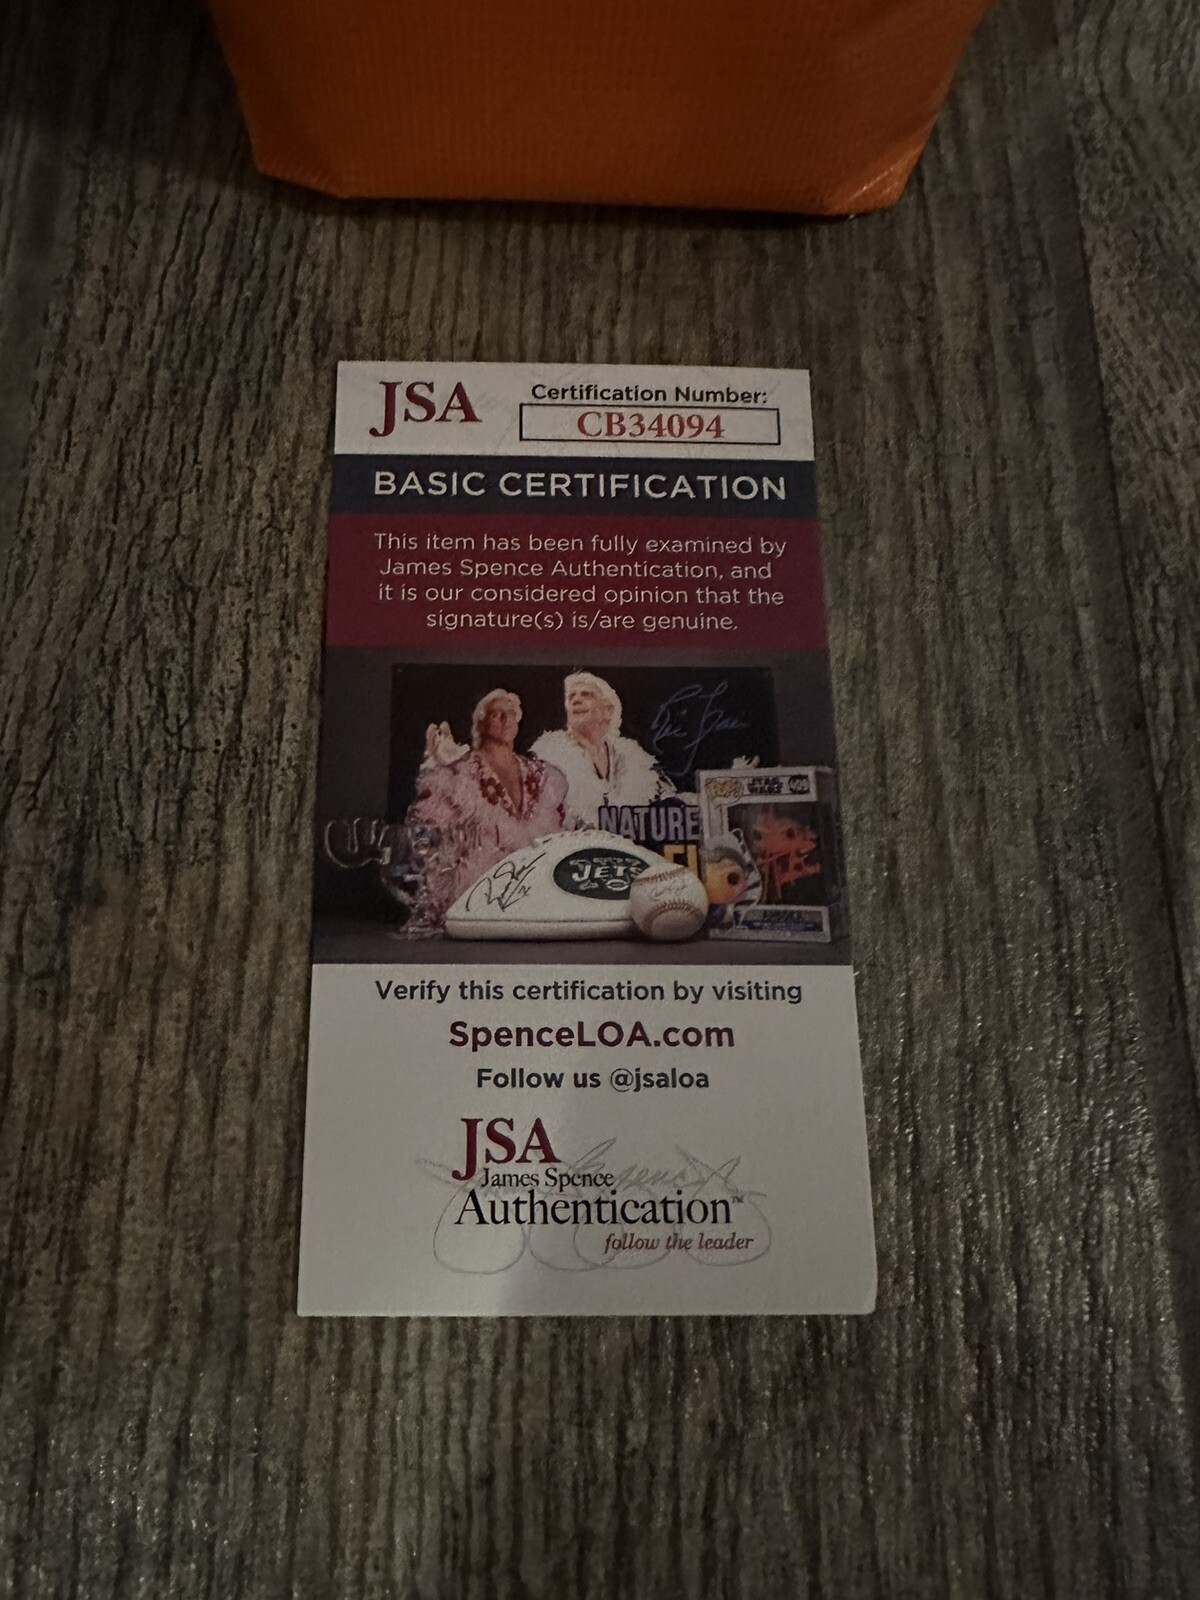 JSA
Certification Number:
CB34094
BASIC CERTIFICATION
This item has been fully examined by
James Spence Authentication, and
it is our considered opinion that the
signature(s) is/are genuine.
NATURE
JETS
STAR
WARS
Verify this certification by visiting
SpenceLOA.com
Follow us @jsaloa
JSA
James Spence
Authentication™
follow the leader